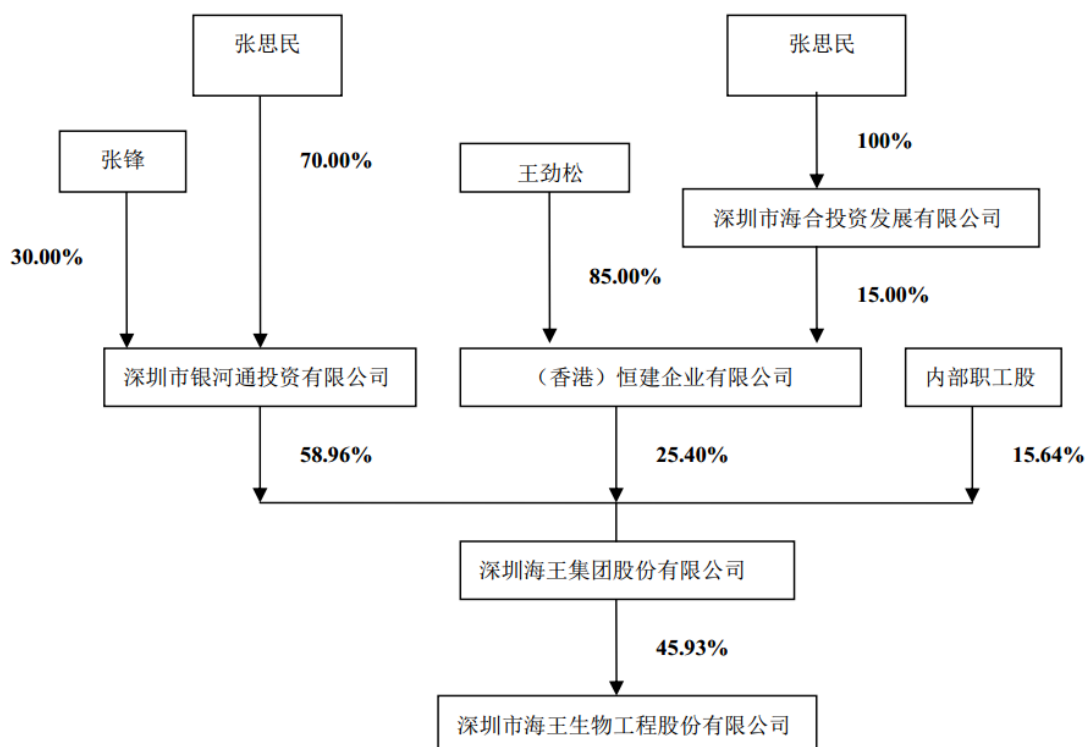 张思民
张思民
张锋
70.00%
王劲松
100%
深圳市海合投资发展有限公司
30.00%
85.00%
15.00%
深圳市银河通投资有限公司
（香港）恒建企业有限公司
内部职工股
58.96%
25.40%
15.64%
深圳海王集团股份有限公司
45.93%
深圳市海王生物工程股份有限公司